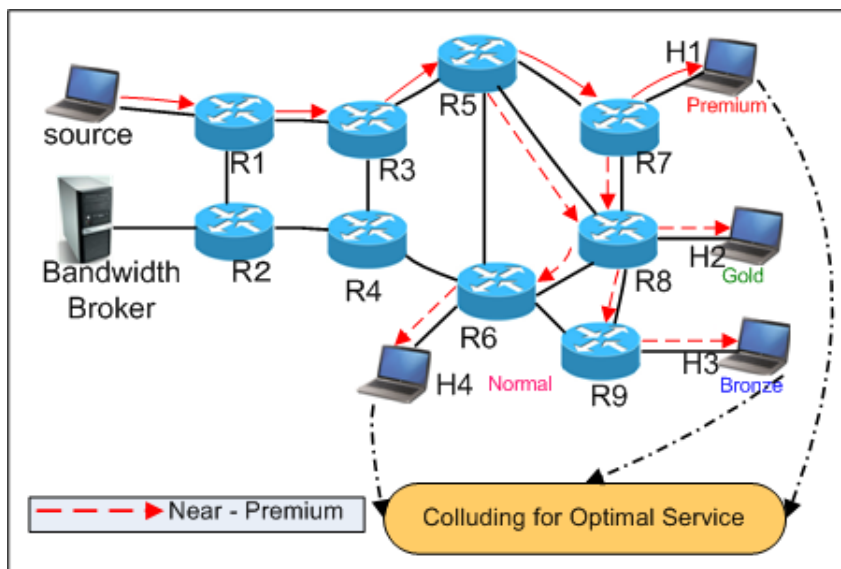 H1
R5
Premium
source
R1
R3
R7
Bandwidth
Broker
R2
R4
R8
H2
Gold
R6
H4
Normal
R9
H3
Bronze
Near - Premium
Colluding for Optimal Service